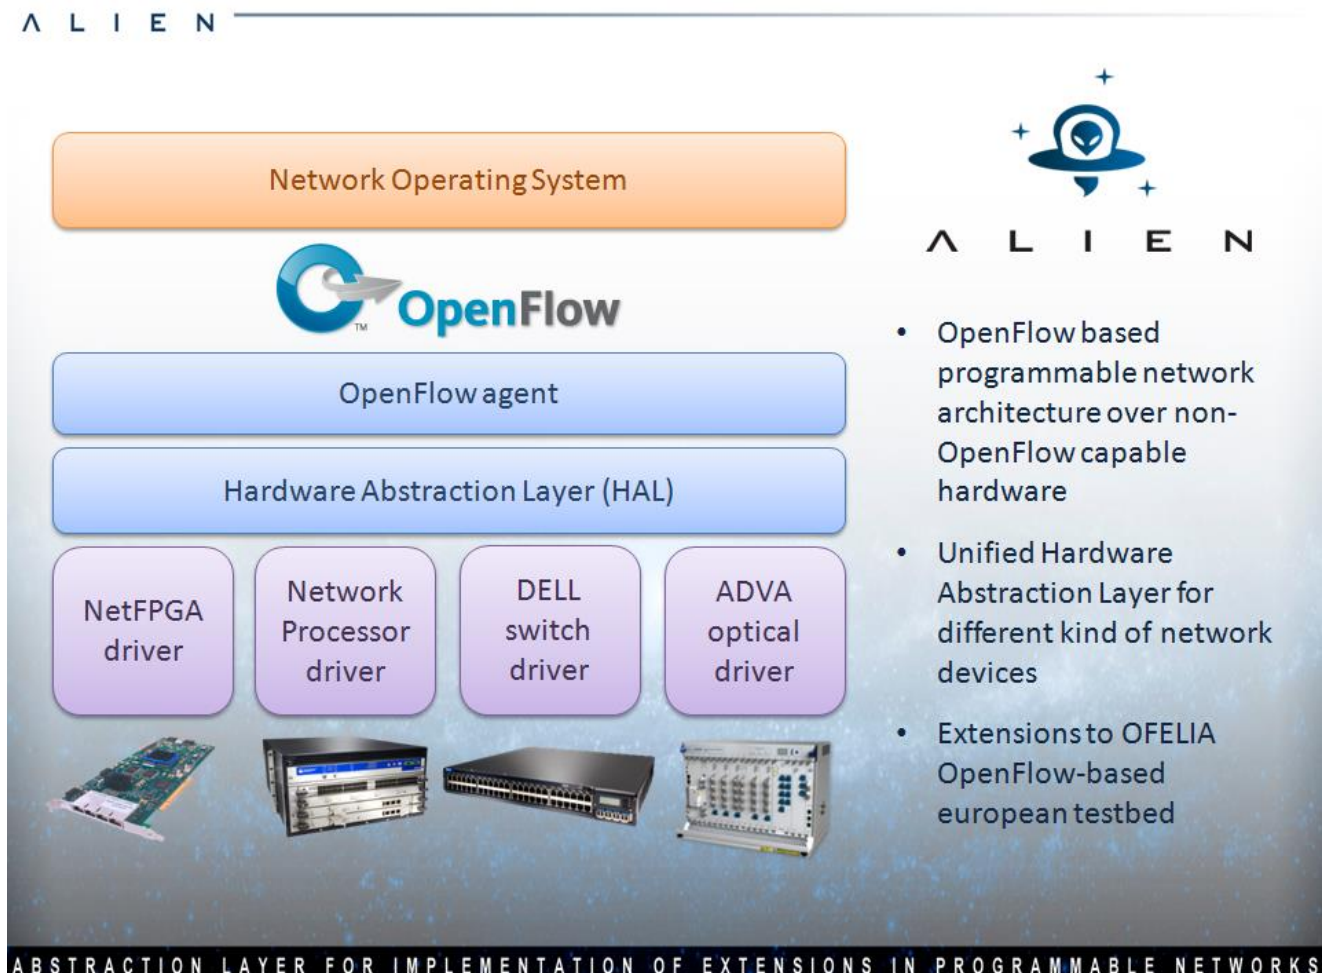 ALIEN
Network Operating System
OpenFlow
TM
OpenFlow agent
Hardware Abstraction Layer (HAL)
NetFPGA
driver
Network
Processor
driver
DELL
switch
driver
ADVA
optical
driver
ALIEN
• OpenFlow based
programmable network
architecture over non-
OpenFlow capable
hardware
• Unified Hardware
Abstraction Layer for
different kind of network
devices
• Extensions to OFELIA
OpenFlow-based
european testbed
ABSTRACTION LAYER FOR IMPLEMENTATION OF EXTENSIONS IN PROGRAMMABLE NETWORKS